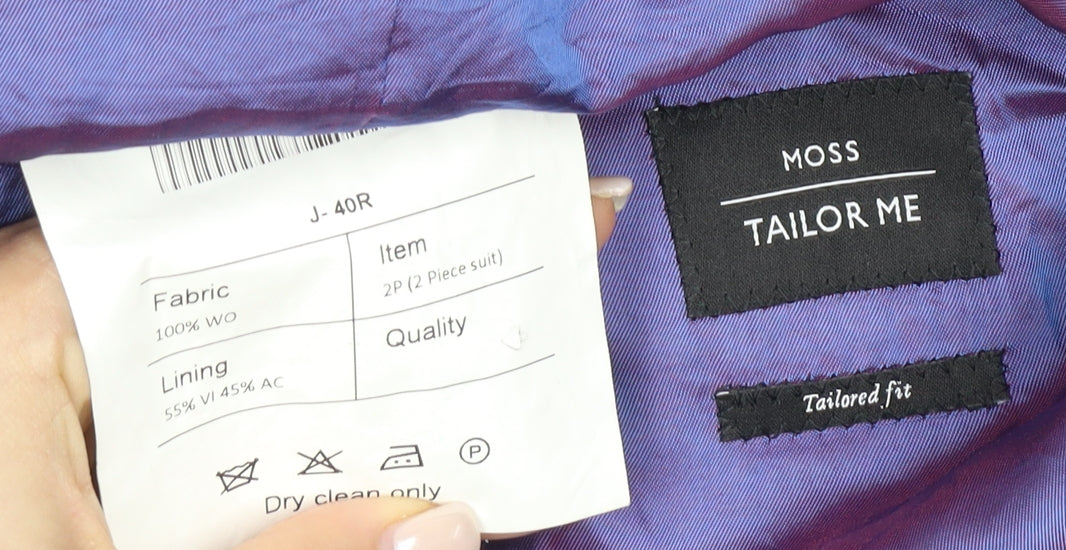 J- 40R
Fabric
100% WO
Item
2P (2 Piece suit)
Lining
55% VI 45% AC
Quality
P
Dry clean only
MOSS
TAILOR ME
Tailored fit